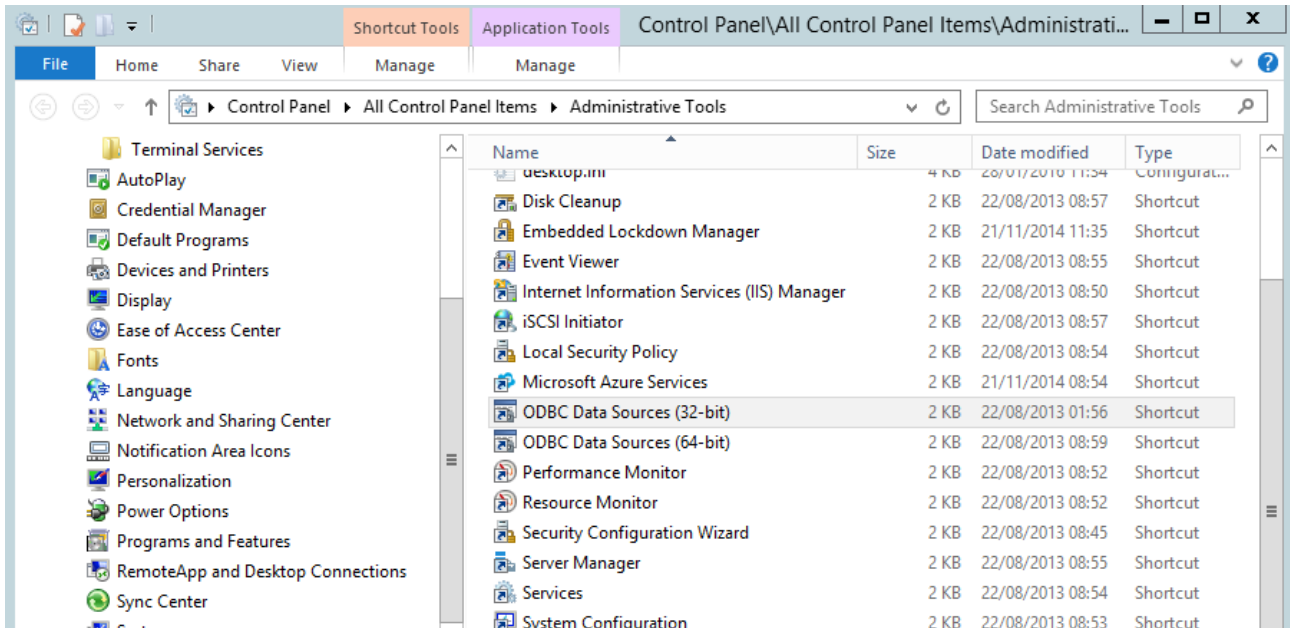 Shortcut Tools Application Tools Control Panel\All Control Panel Items\Administrati...
File Home Share View Manage Manage
Control Panel All Control Panel Items Administrative Tools Search Administrative Tools
Terminal Services
AutoPlay
Credential Manager
Default Programs
Devices and Printers
Display
Ease of Access Center
Fonts
Language
Network and Sharing Center
Notification Area Icons
Personalization
Power Options
Programs and Features
RemoteApp and Desktop Connections
Sync Center
Name Size Date modified Type
desktop.ini 4 KB 28/01/2016 11:54 Configurat...
Disk Cleanup 2 KB 22/08/2013 08:57 Shortcut
Embedded Lockdown Manager 2 KB 21/11/2014 11:35 Shortcut
Event Viewer 2 KB 22/08/2013 08:55 Shortcut
Internet Information Services (IIS) Manager 2 KB 22/08/2013 08:50 Shortcut
iSCSI Initiator 2 KB 22/08/2013 08:57 Shortcut
Local Security Policy 2 KB 22/08/2013 08:54 Shortcut
Microsoft Azure Services 2 KB 21/11/2014 08:54 Shortcut
ODBC Data Sources (32-bit) 2 KB 22/08/2013 01:56 Shortcut
ODBC Data Sources (64-bit) 2 KB 22/08/2013 08:59 Shortcut
Performance Monitor 2 KB 22/08/2013 08:52 Shortcut
Resource Monitor 2 KB 22/08/2013 08:52 Shortcut
Security Configuration Wizard 2 KB 22/08/2013 08:45 Shortcut
Server Manager 2 KB 22/08/2013 08:55 Shortcut
Services 2 KB 22/08/2013 08:54 Shortcut
System Configuration 2 KB 22/08/2013 08:53 Shortcut